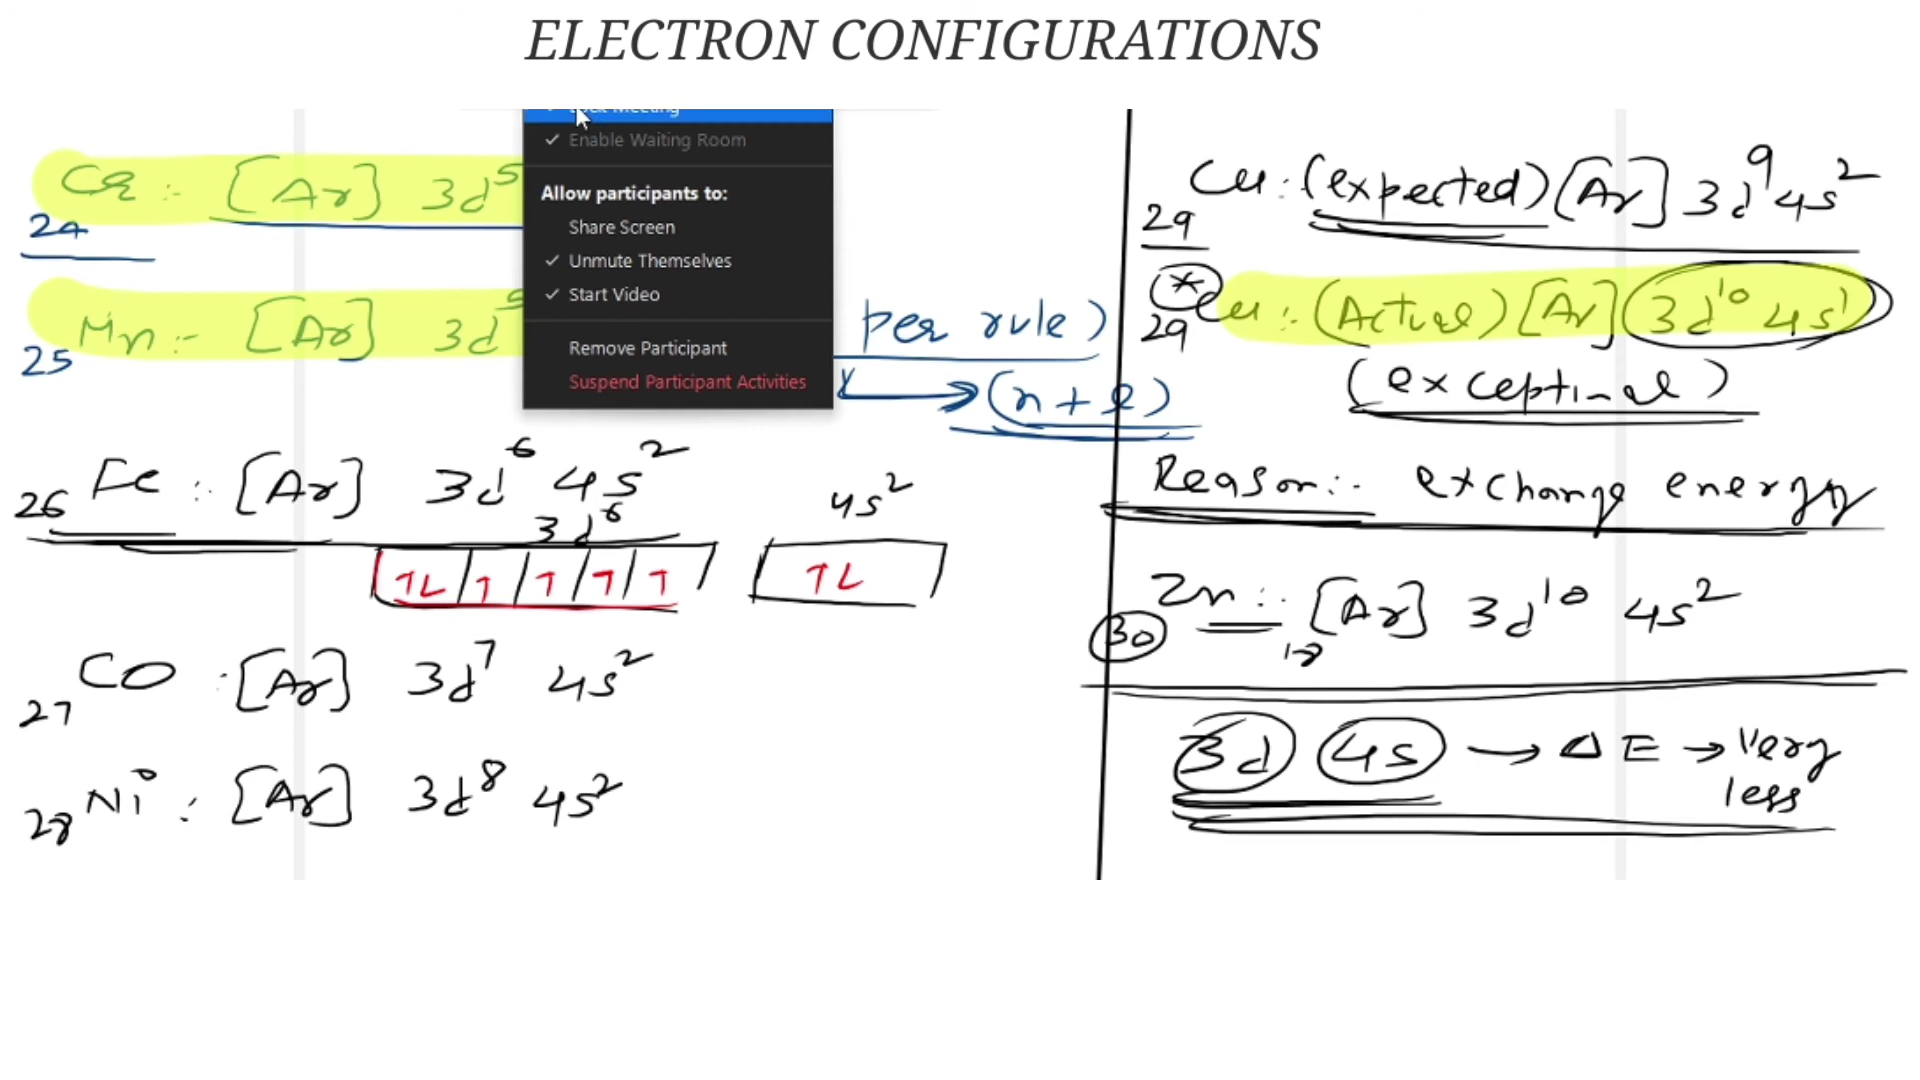 ELECTRON CONFIGURATIONS
Cr :- [Ar] 3d⁵
24
Mn :- [Ar] 3d⁵
25
Enable Waiting Room
Allow participants to:
Share Screen
Unmute Themselves
Start Video
Remove Participant
Suspend Participant Activities
per rule)
(n+l)
26 Fe :- [Ar] 3d⁶ 4s²
3d⁶ 4s²
27 CO : [Ar] 3d⁷ 4s²
28 Ni : [Ar] 3d⁸ 4s²
Cu : (expected) [Ar] 3d⁹ 4s²
29
* Cu :- (Actual) [Ar] 3d¹⁰ 4s¹)
29
(exceptinal)
Reason :- exchange energy
Zn :- [Ar] 3d¹⁰ 4s²
30 18
3d 4s → ΔE → Very
less